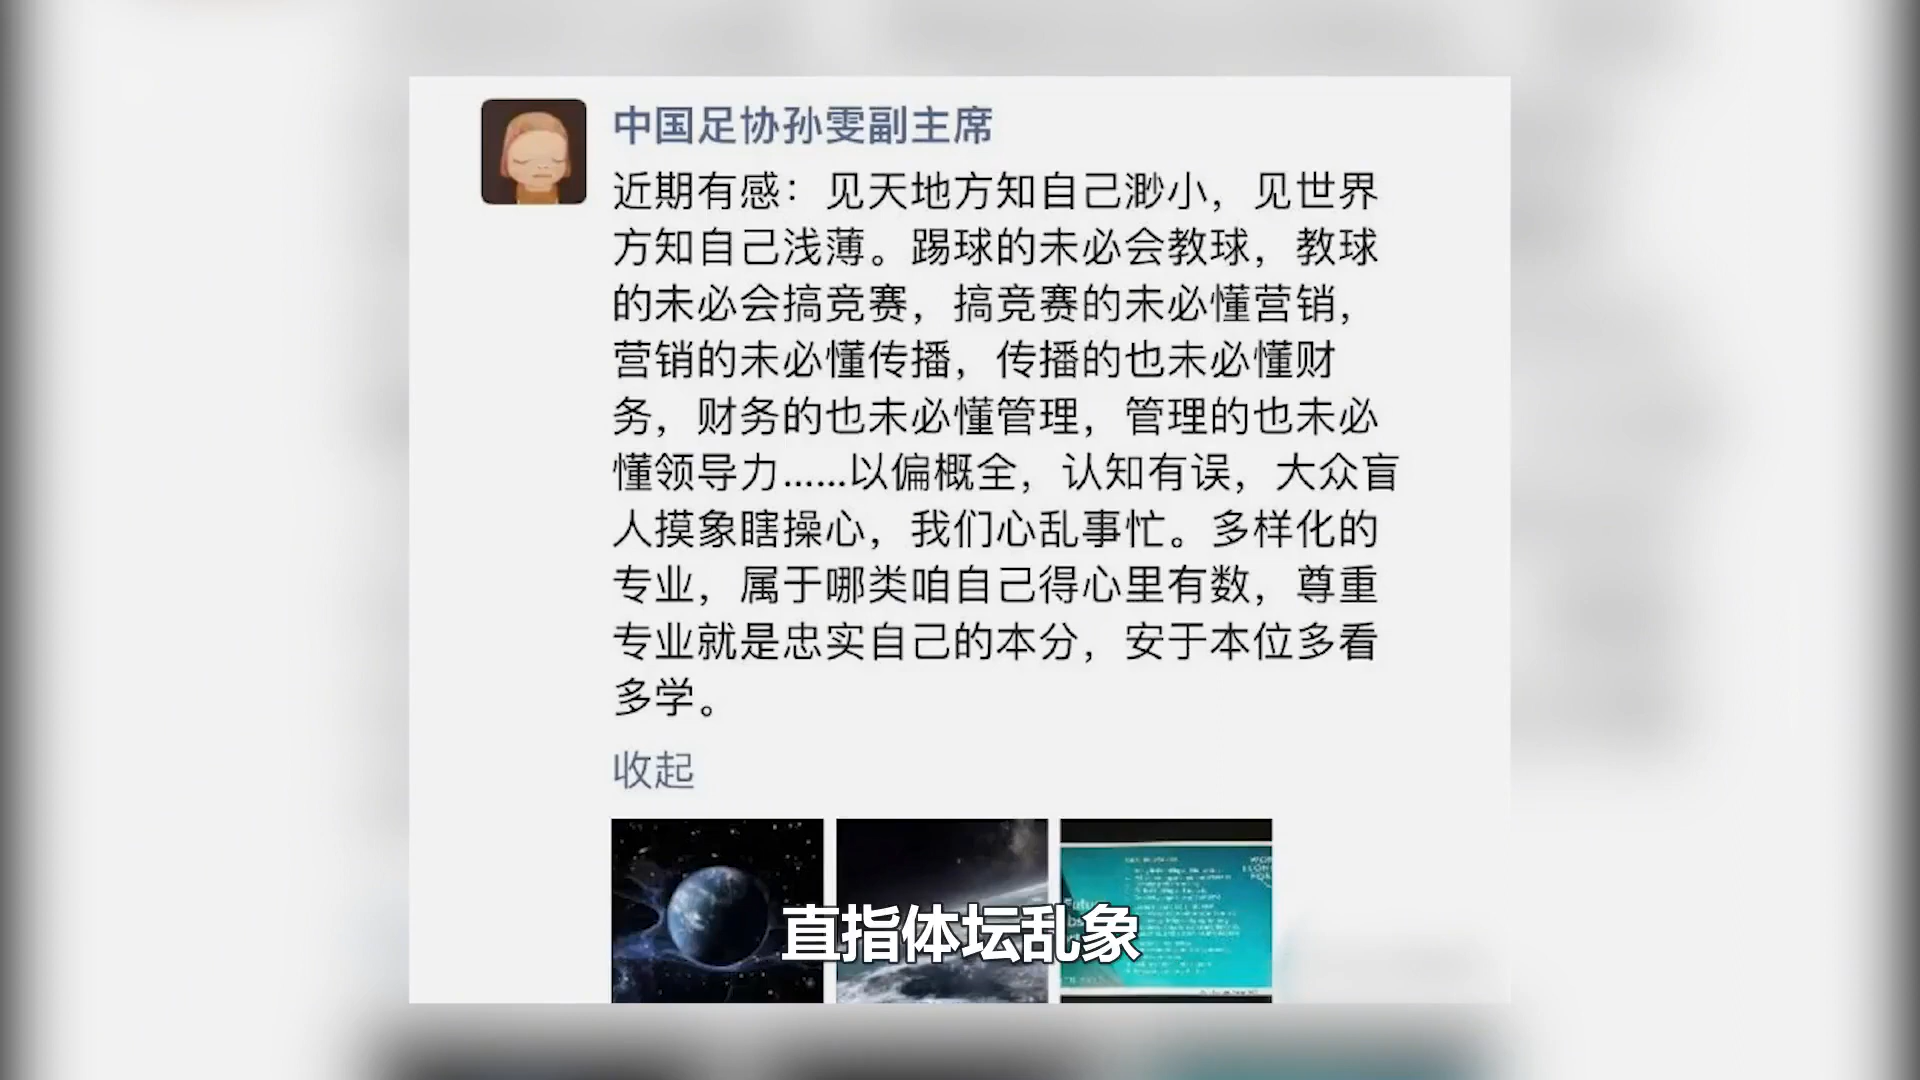 中国足协孙雯副主席
近期有感：见天地方知自己渺小，见世界
方知自己浅薄。踢球的未必会教球，教球
的未必会搞竞赛，搞竞赛的未必懂营销，
营销的未必懂传播，传播的也未必懂财
务，财务的也未必懂管理，管理的也未必
懂领导力......以偏概全，认知有误，大众盲
人摸象瞎操心，我们心乱事忙。多样化的
专业，属于哪类咱自己得心里有数，尊重
专业就是忠实自己的本分，安于本位多看
多学。
收起
直指体坛乱象